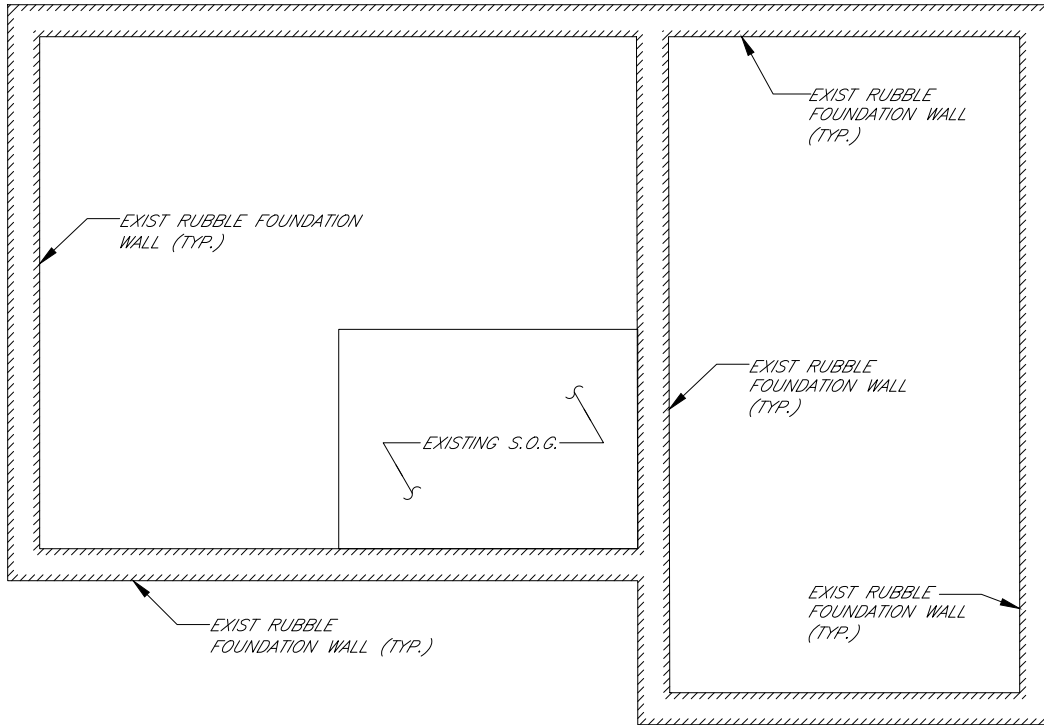 EXIST RUBBLE
FOUNDATION WALL
(TYP.)
EXIST RUBBLE FOUNDATION
WALL (TYP.)
EXIST RUBBLE
FOUNDATION WALL
(TYP.)
EXISTING S.O.G.
EXIST RUBBLE
FOUNDATION WALL
(TYP.)
EXIST RUBBLE
FOUNDATION WALL (TYP.)